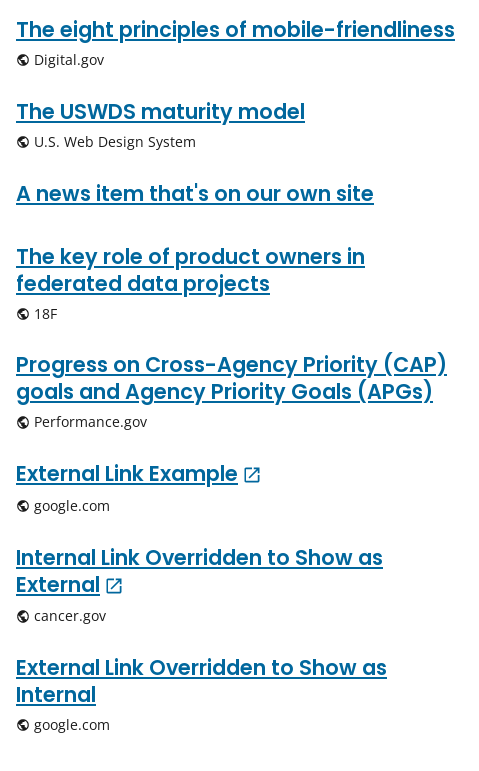 The eight principles of mobile-friendliness
Digital.gov
The USWDS maturity model
U.S. Web Design System
A news item that's on our own site
The key role of product owners in
federated data projects
18F
Progress on Cross-Agency Priority (CAP)
goals and Agency Priority Goals (APGs)
Performance.gov
External Link Example
google.com
Internal Link Overridden to Show as
External
cancer.gov
External Link Overridden to Show as
Internal
google.com